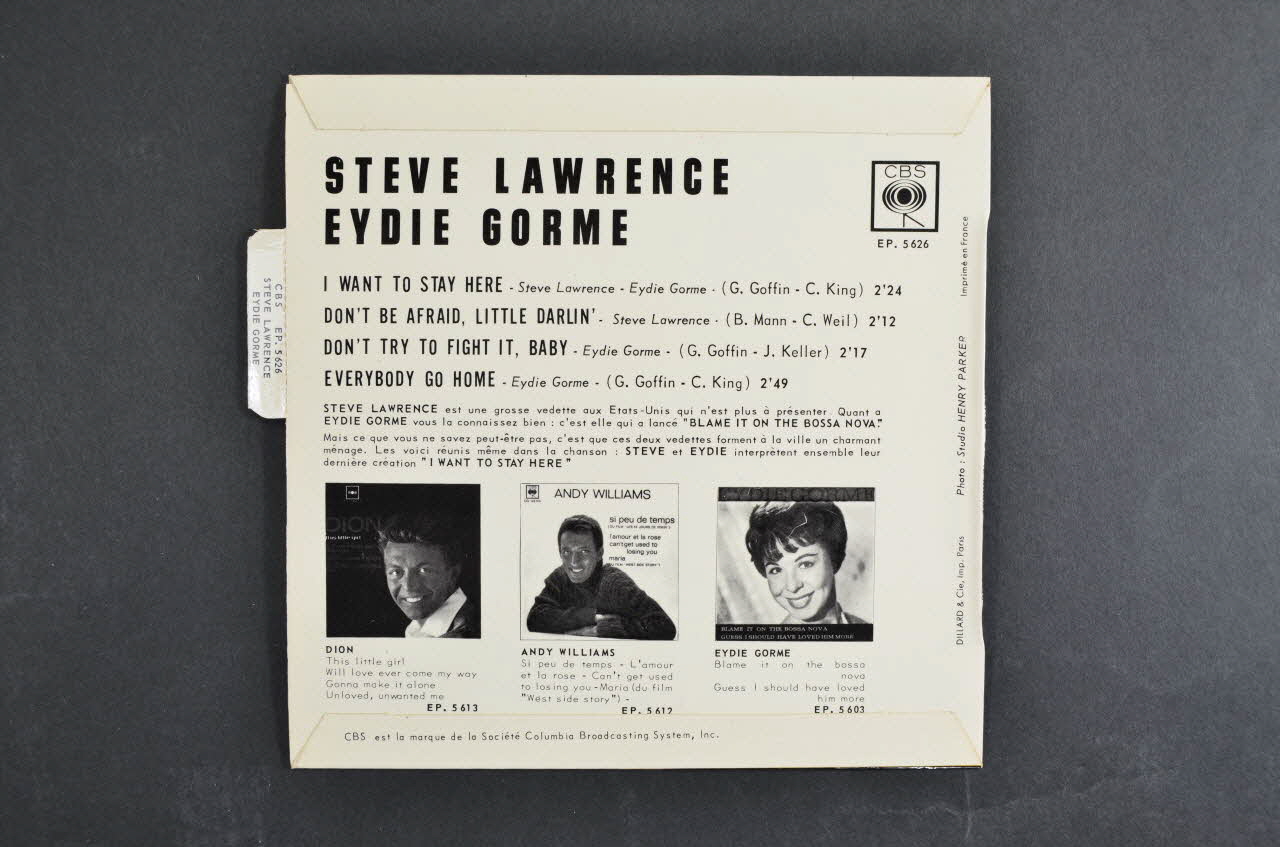 STEVE LAWRENCE
EYDIE GORME
CBS
EP. 5626
I WANT TO STAY HERE - Steve Lawrence - Eydie Gorme - (G. Goffin - C. King) 2'24
DON'T BE AFRAID, LITTLE DARLIN' - Steve Lawrence - (B. Mann - C. Weil) 2'12
DON'T TRY TO FIGHT IT, BABY - Eydie Gorme - (G. Goffin - J. Keller) 2'17
EVERYBODY GO HOME - Eydie Gorme - (G. Goffin - C. King) 2'49
STEVE LAWRENCE est une grosse vedette aux Etats-Unis qui n'est plus à présenter. Quant a
EYDIE GORME vous la connaissez bien : c'est elle qui a lancé "BLAME IT ON THE BOSSA NOVA".
Mais ce que vous ne savez peut-être pas, c'est que ces deux vedettes forment à la ville un charmant
ménage. Les voici réunis même dans la chanson : STEVE et EYDIE interprètent ensemble leur
dernière création "I WANT TO STAY HERE"
DION
this little girl
ANDY WILLIAMS
si peu de temps
l'amour et la rose
can't get used to
losing you
maria
EYDIE GORME
BLAME IT ON THE BOSSA NOVA
GUESS I SHOULD HAVE LOVED HIM MORE
DION
This little girl
Will love ever come my way
Gonna make it alone
Unloved, unwanted me
EP. 5613
ANDY WILLIAMS
Si peu de temps - L'amour
et la rose - Can't get used
to losing you - Maria (du film
"West side story") -
EP. 5612
EYDIE GORME
Blame it on the bossa
nova
Guess I should have loved
him more
EP. 5603
CBS est la marque de la Société Columbia Broadcasting System, Inc.
Imprimé en France
Photo : Studio HENRY PARKER
DILLARD & Cie. Imp. Paris
CBS EP. 5626
STEVE LAWRENCE
EYDIE GORME